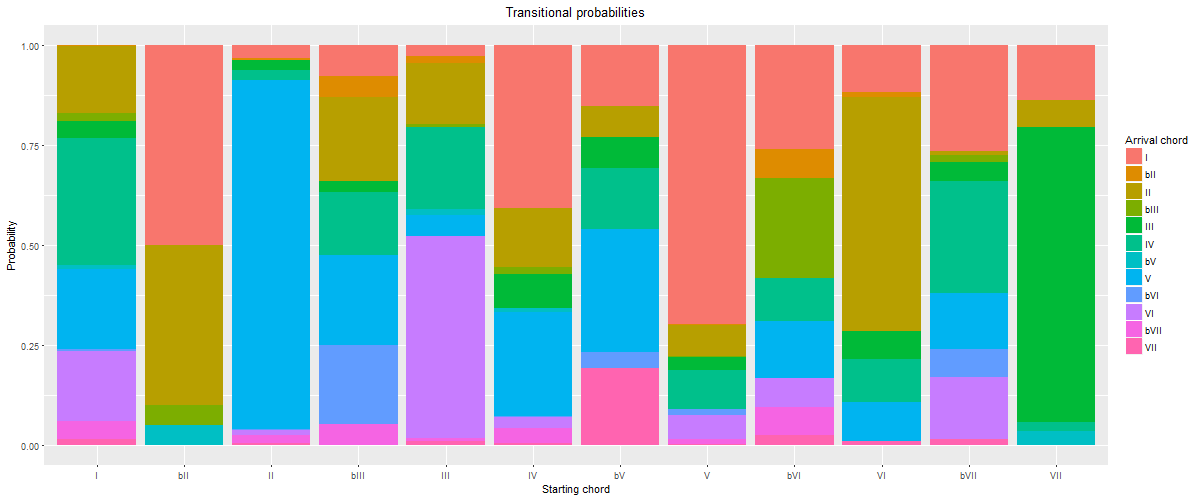 Transitional probabilities
1.00
0.75
0.50
0.25
0.00
Probability
I bII II bIII III IV bV V bVI VI bVII VII
Starting chord
Arrival chord
I
bII
II
bIII
III
IV
bV
V
bVI
VI
bVII
VII